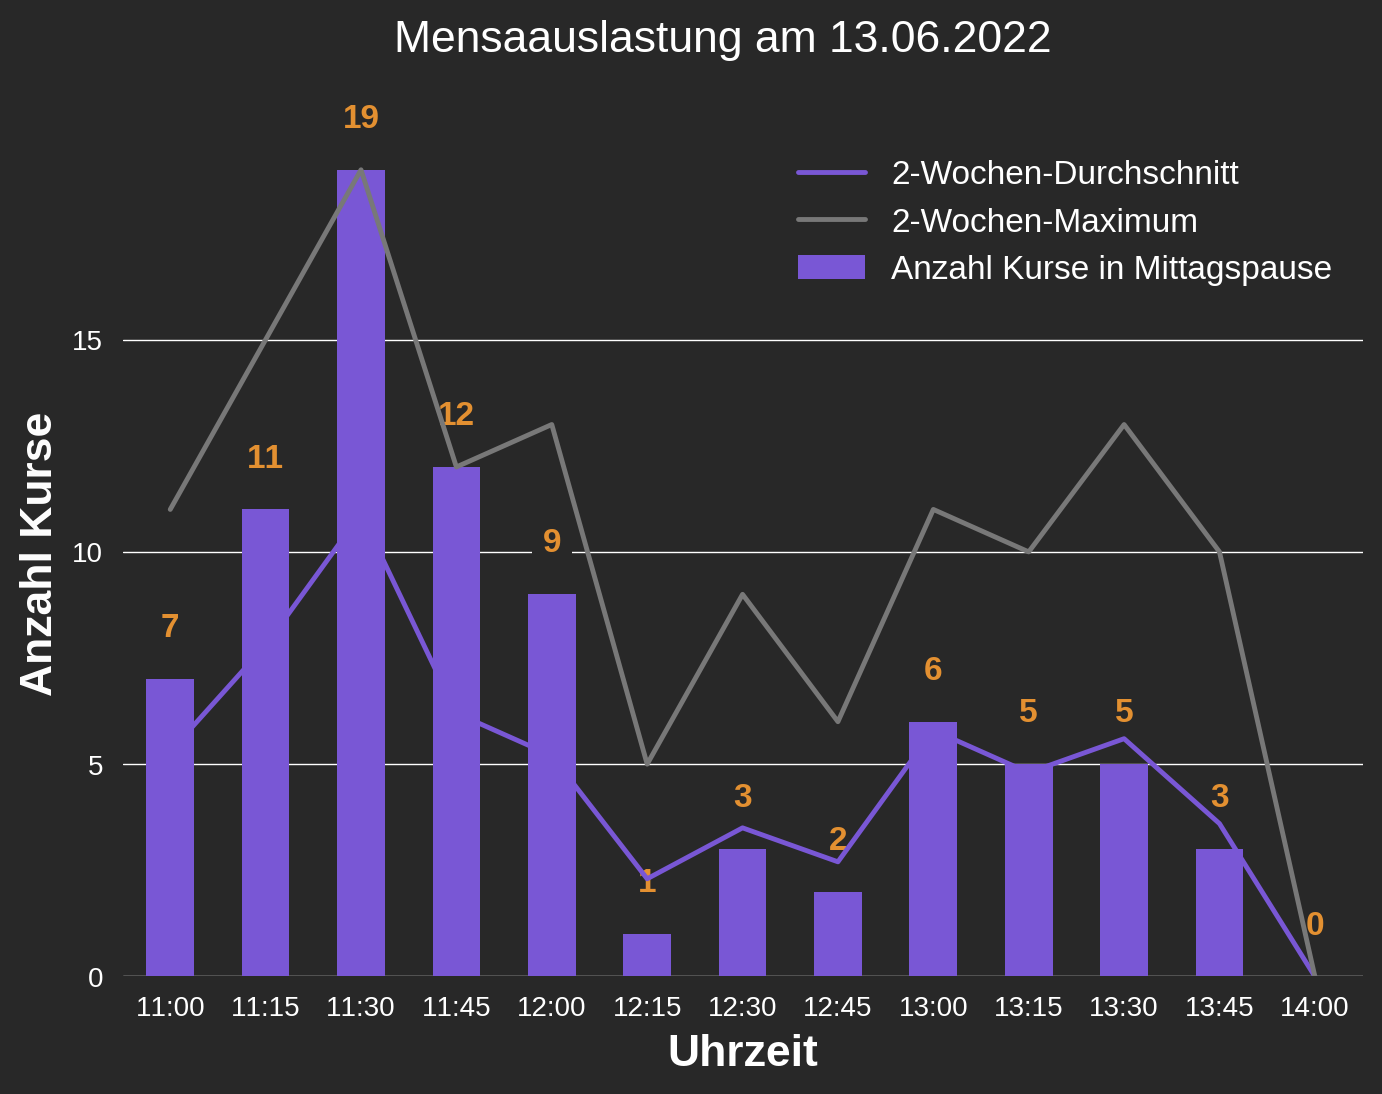 Mensaauslastung am 13.06.2022
19
2-Wochen-Durchschnitt
2-Wochen-Maximum
Anzahl Kurse in Mittagspause
15
12
11
10
9
7
6
5
5
5
3
3
2
1
0
0
Anzahl Kurse
11:00 11:15 11:30 11:45 12:00 12:15 12:30 12:45 13:00 13:15 13:30 13:45 14:00
Uhrzeit